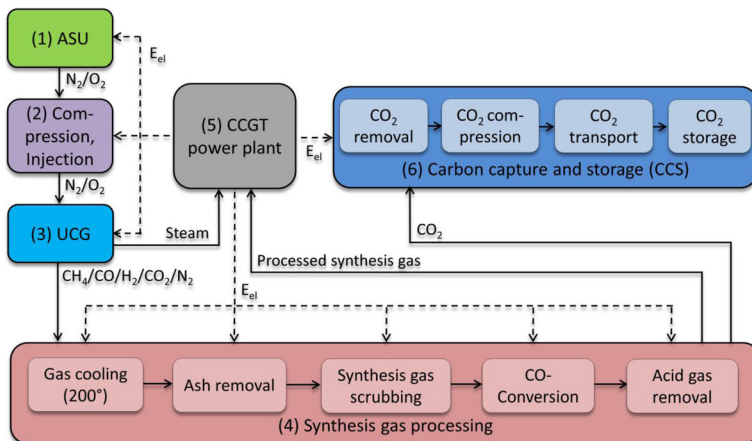 (1) ASU
E_el
N₂/O₂
(2) Com-
pression,
Injection
N₂/O₂
(3) UCG
Steam
CH₄/CO/H₂/CO₂/N₂
(5) CCGT
power plant
E_el
E_el
CO₂
removal
CO₂ com-
pression
CO₂
transport
CO₂
storage
(6) Carbon capture and storage (CCS)
CO₂
Processed synthesis gas
Gas cooling
(200°)
Ash removal
Synthesis gas
scrubbing
CO-
Conversion
Acid gas
removal
(4) Synthesis gas processing